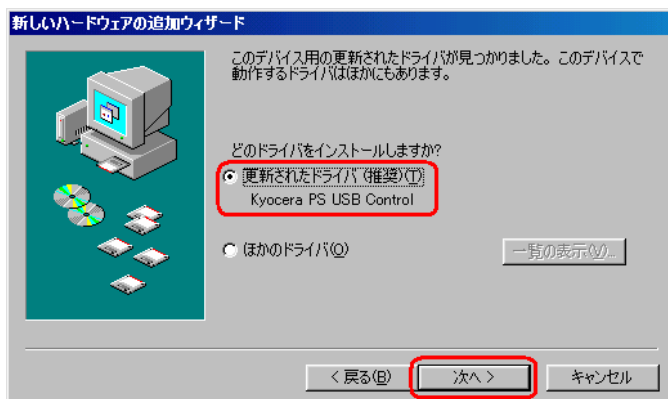 新しいハードウェアの追加ウィザード
このデバイス用の更新されたドライバが見つかりました。このデバイスで
動作するドライバはほかにもあります。
どのドライバをインストールしますか?
更新されたドライバ (推奨)(T)
Kyocera PS USB Control
ほかのドライバ(O)
一覧の表示(V)...
< 戻る(B)
次へ >
キャンセル